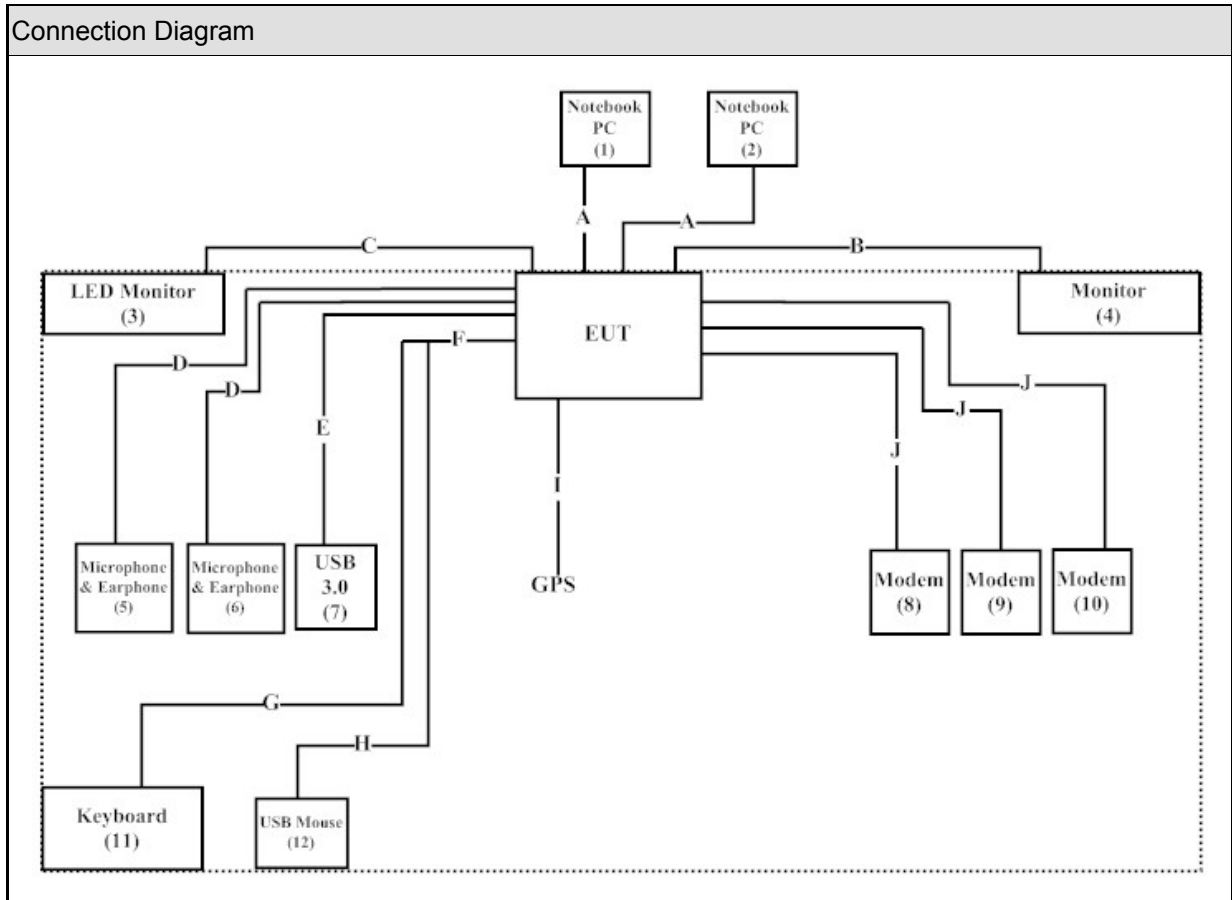 Connection Diagram
Notebook
PC
(1)
Notebook
PC
(2)
A
A
C
B
LED Monitor
(3)
EUT
Monitor
(4)
D
D
F
E
J
J
J
I
Microphone
& Earphone
(5)
Microphone
& Earphone
(6)
USB
3.0
(7)
GPS
Modem
(8)
Modem
(9)
Modem
(10)
G
H
Keyboard
(11)
USB Mouse
(12)